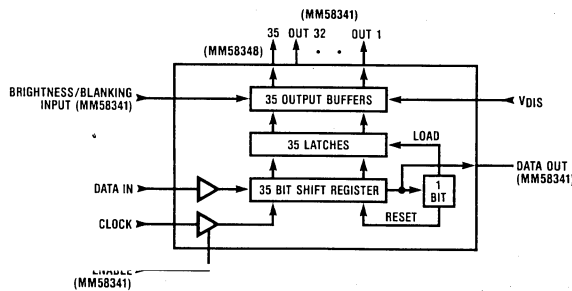 (MM58341)
35 OUT 32 . . OUT 1
(MM58348)
BRIGHTNESS/BLANKING
INPUT (MM58341)
35 OUTPUT BUFFERS
VDIS
LOAD
35 LATCHES
DATA OUT
(MM58341)
DATA IN
35 BIT SHIFT REGISTER
1
BIT
RESET
CLOCK
ENABLE
(MM58341)